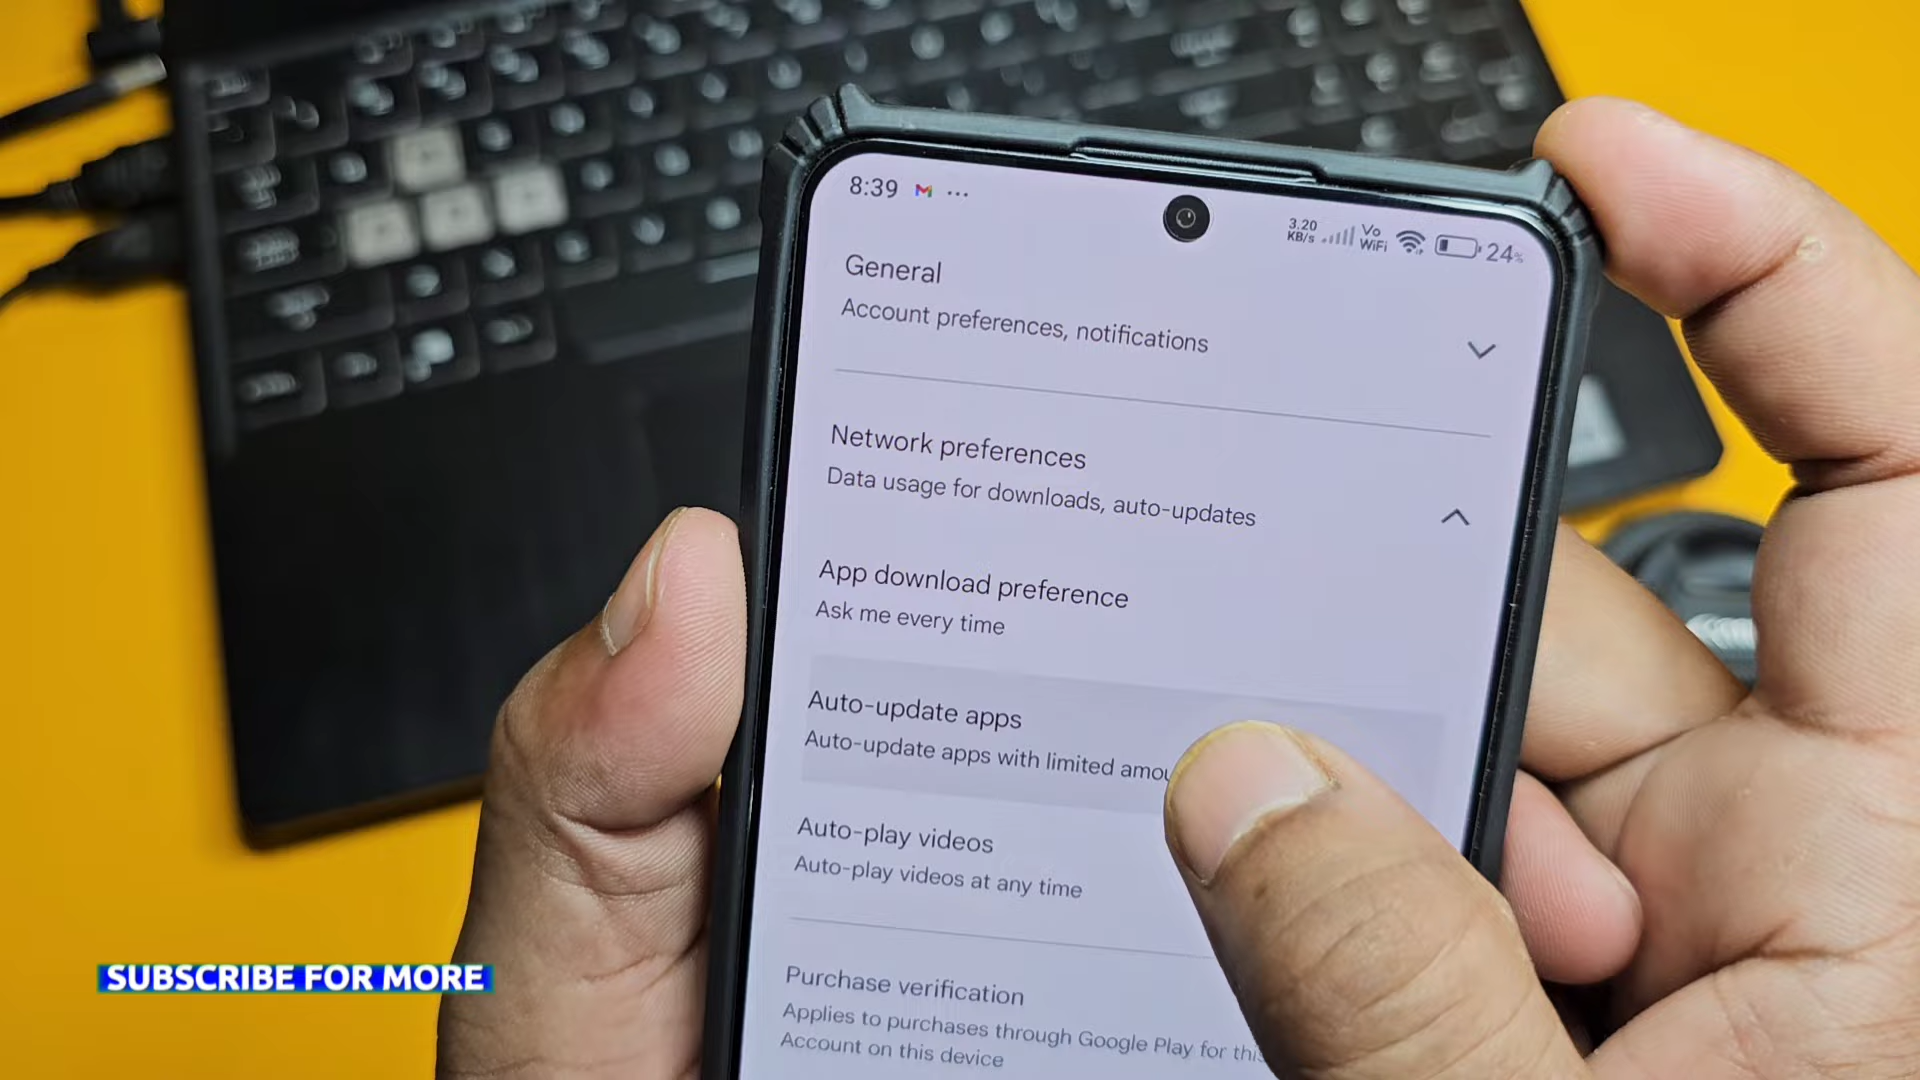 8:39 ...
3.20
KB/s
Vo
WiFi
24%
General
Account preferences, notifications
Network preferences
Data usage for downloads, auto-updates
App download preference
Ask me every time
Auto-update apps
Auto-update apps with limited
Auto-play videos
Auto-play videos at any time
Purchase verification
Applies to purchases through Google Play for this
Account on this device
SUBSCRIBE FOR MORE